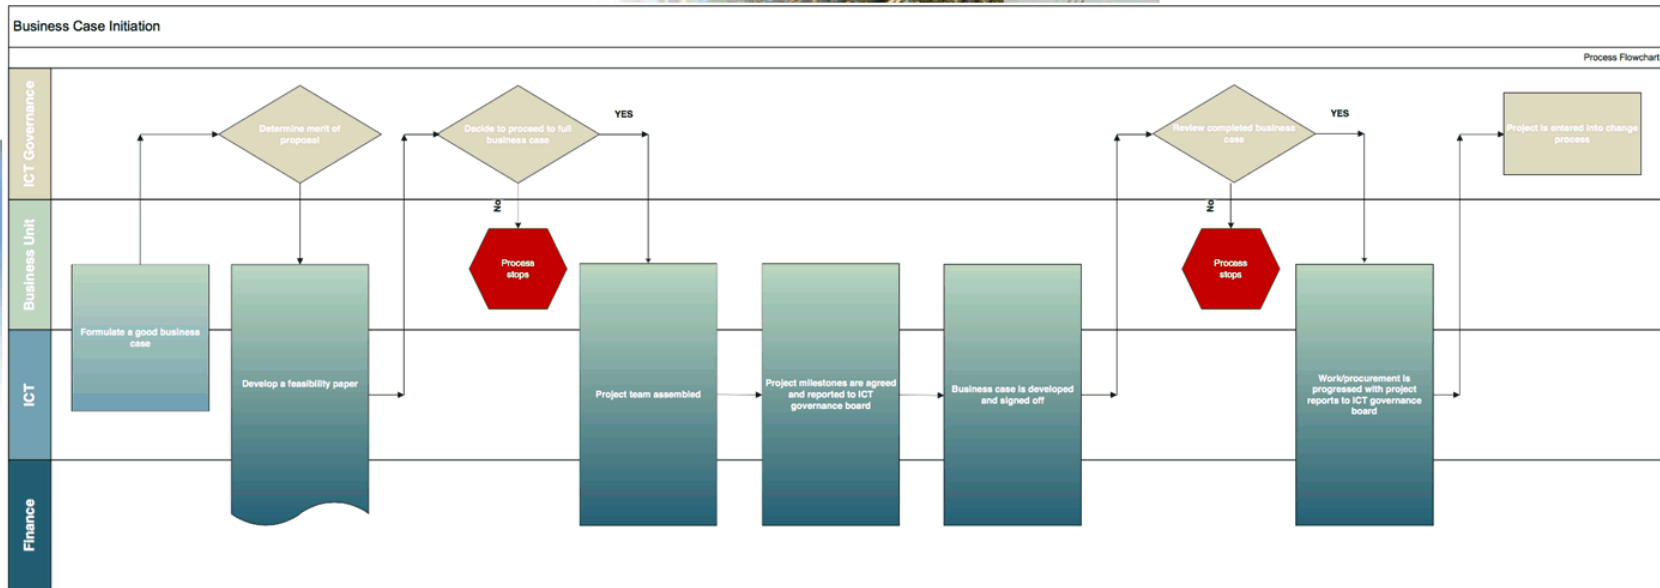 Business Case Initiation
Process Flowchart
ICT Governance
Business Unit
ICT
Finance
Formulate a good business
case
Determine merit of
proposal
Develop a feasibility paper
Decide to proceed to full
business case
YES
No
Process
stops
Project team assembled
Project milestones are agreed
and reported to ICT
governance board
Business case is developed
and signed off
Review completed business
case
YES
No
Process
stops
Work/procurement is
progressed with project
reports to ICT governance
board
Project is entered into change
process